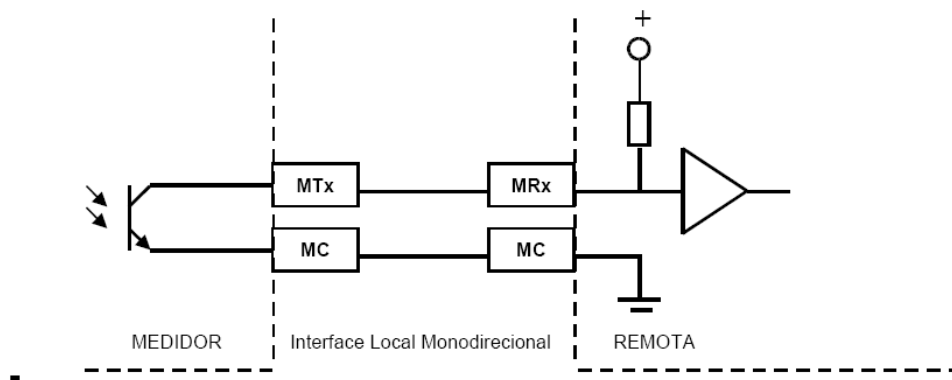 +
MTx MRx
MC MC
MEDIDOR Interface Local Monodirecional REMOTA